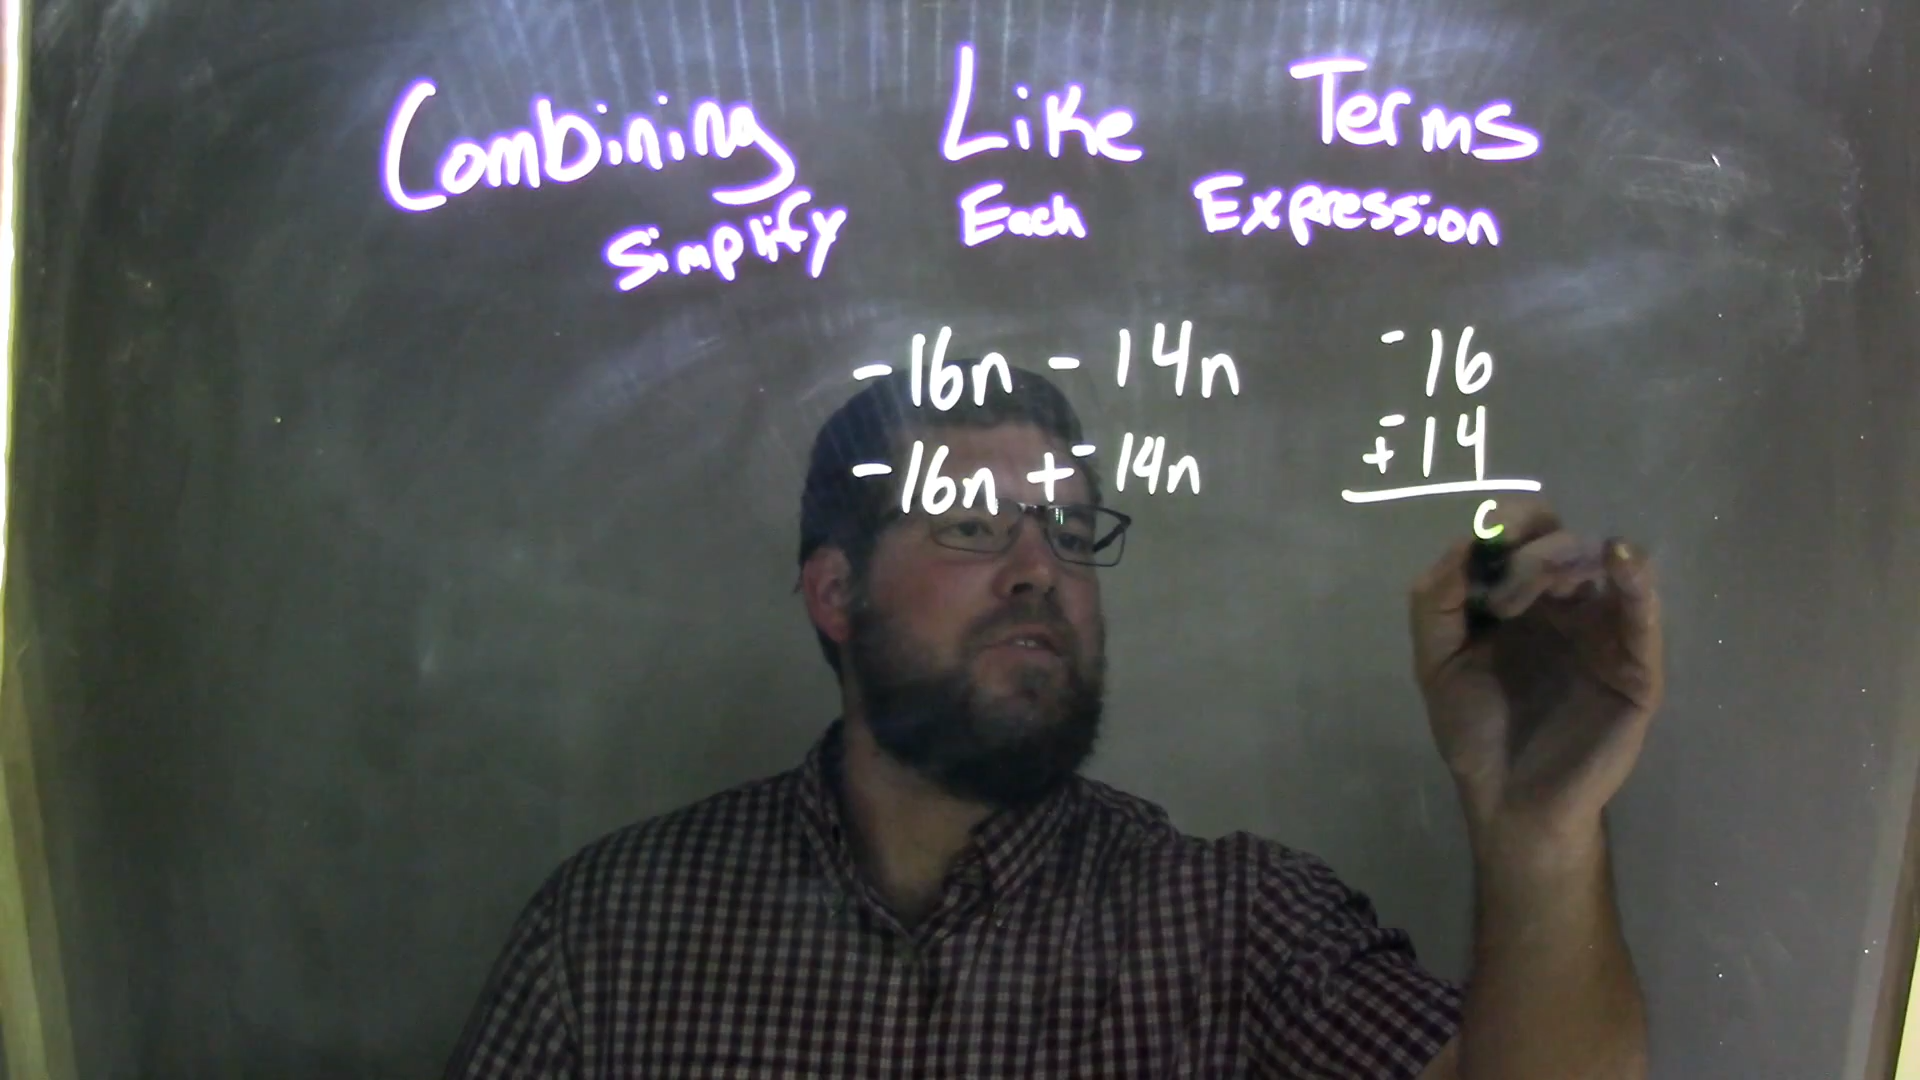 Combining Like Terms
Simplify Each Expression
-16n - 14n
-16n + -14n
-16
+ -14